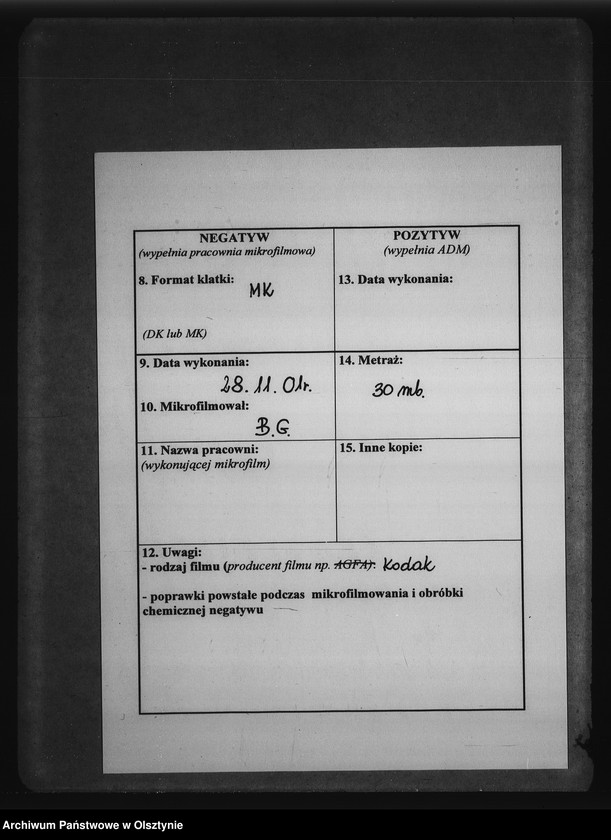 NEGATYW
(wypełnia pracownia mikrofilmowa)
8. Format klatki:
MK
(DK lub MK)
POZYTYW
(wypełnia ADM)
13. Data wykonania:
9. Data wykonania:
28.11.01r.
10. Mikrofilmował:
B.G.
14. Metraż:
30 mb.
11. Nazwa pracowni:
(wykonującej mikrofilm)
15. Inne kopie:
12. Uwagi:
- rodzaj filmu (producent filmu np. AGFA): Kodak
- poprawki powstałe podczas mikrofilmowania i obróbki
chemicznej negatywu —
Archiwum Państwowe w Olsztynie